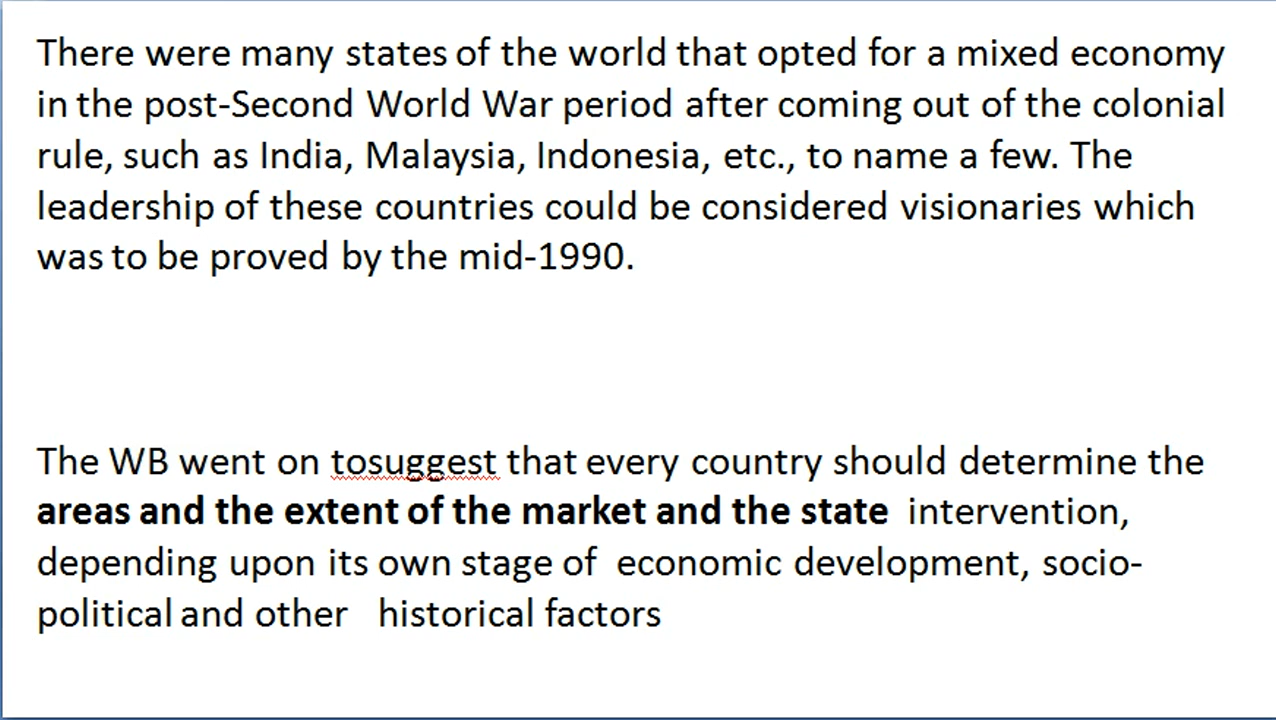 There were many states of the world that opted for a mixed economy
in the post-Second World War period after coming out of the colonial
rule, such as India, Malaysia, Indonesia, etc., to name a few. The
leadership of these countries could be considered visionaries which
was to be proved by the mid-1990.
The WB went on tosuggest that every country should determine the
areas and the extent of the market and the state intervention,
depending upon its own stage of economic development, socio-
political and other historical factors